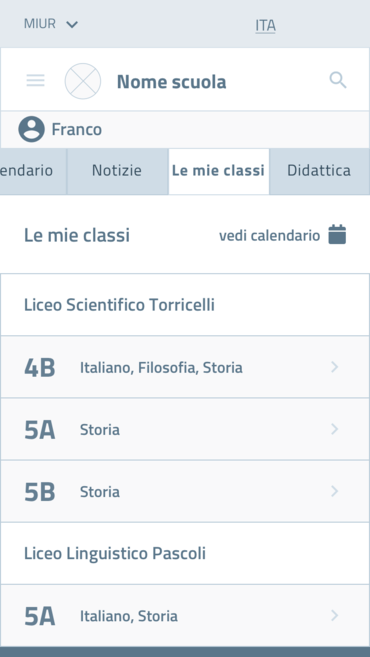 MIUR
ITA
Nome scuola
Franco
endario Notizie Le mie classi Didattica
Le mie classi vedi calendario
Liceo Scientifico Torricelli
4B Italiano, Filosofia, Storia
5A Storia
5B Storia
Liceo Linguistico Pascoli
5A Italiano, Storia